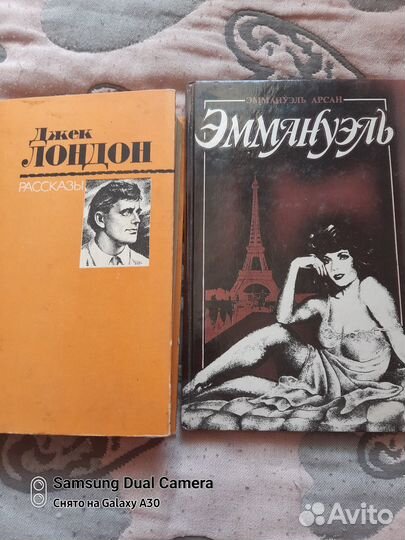 Джек
ЛОНДОН
РАССКАЗЫ
ЭММАНУЭЛЬ АРСАН
ЭММАНУЭЛЬ
Samsung Dual Camera
Снято на Galaxy A30
Avito